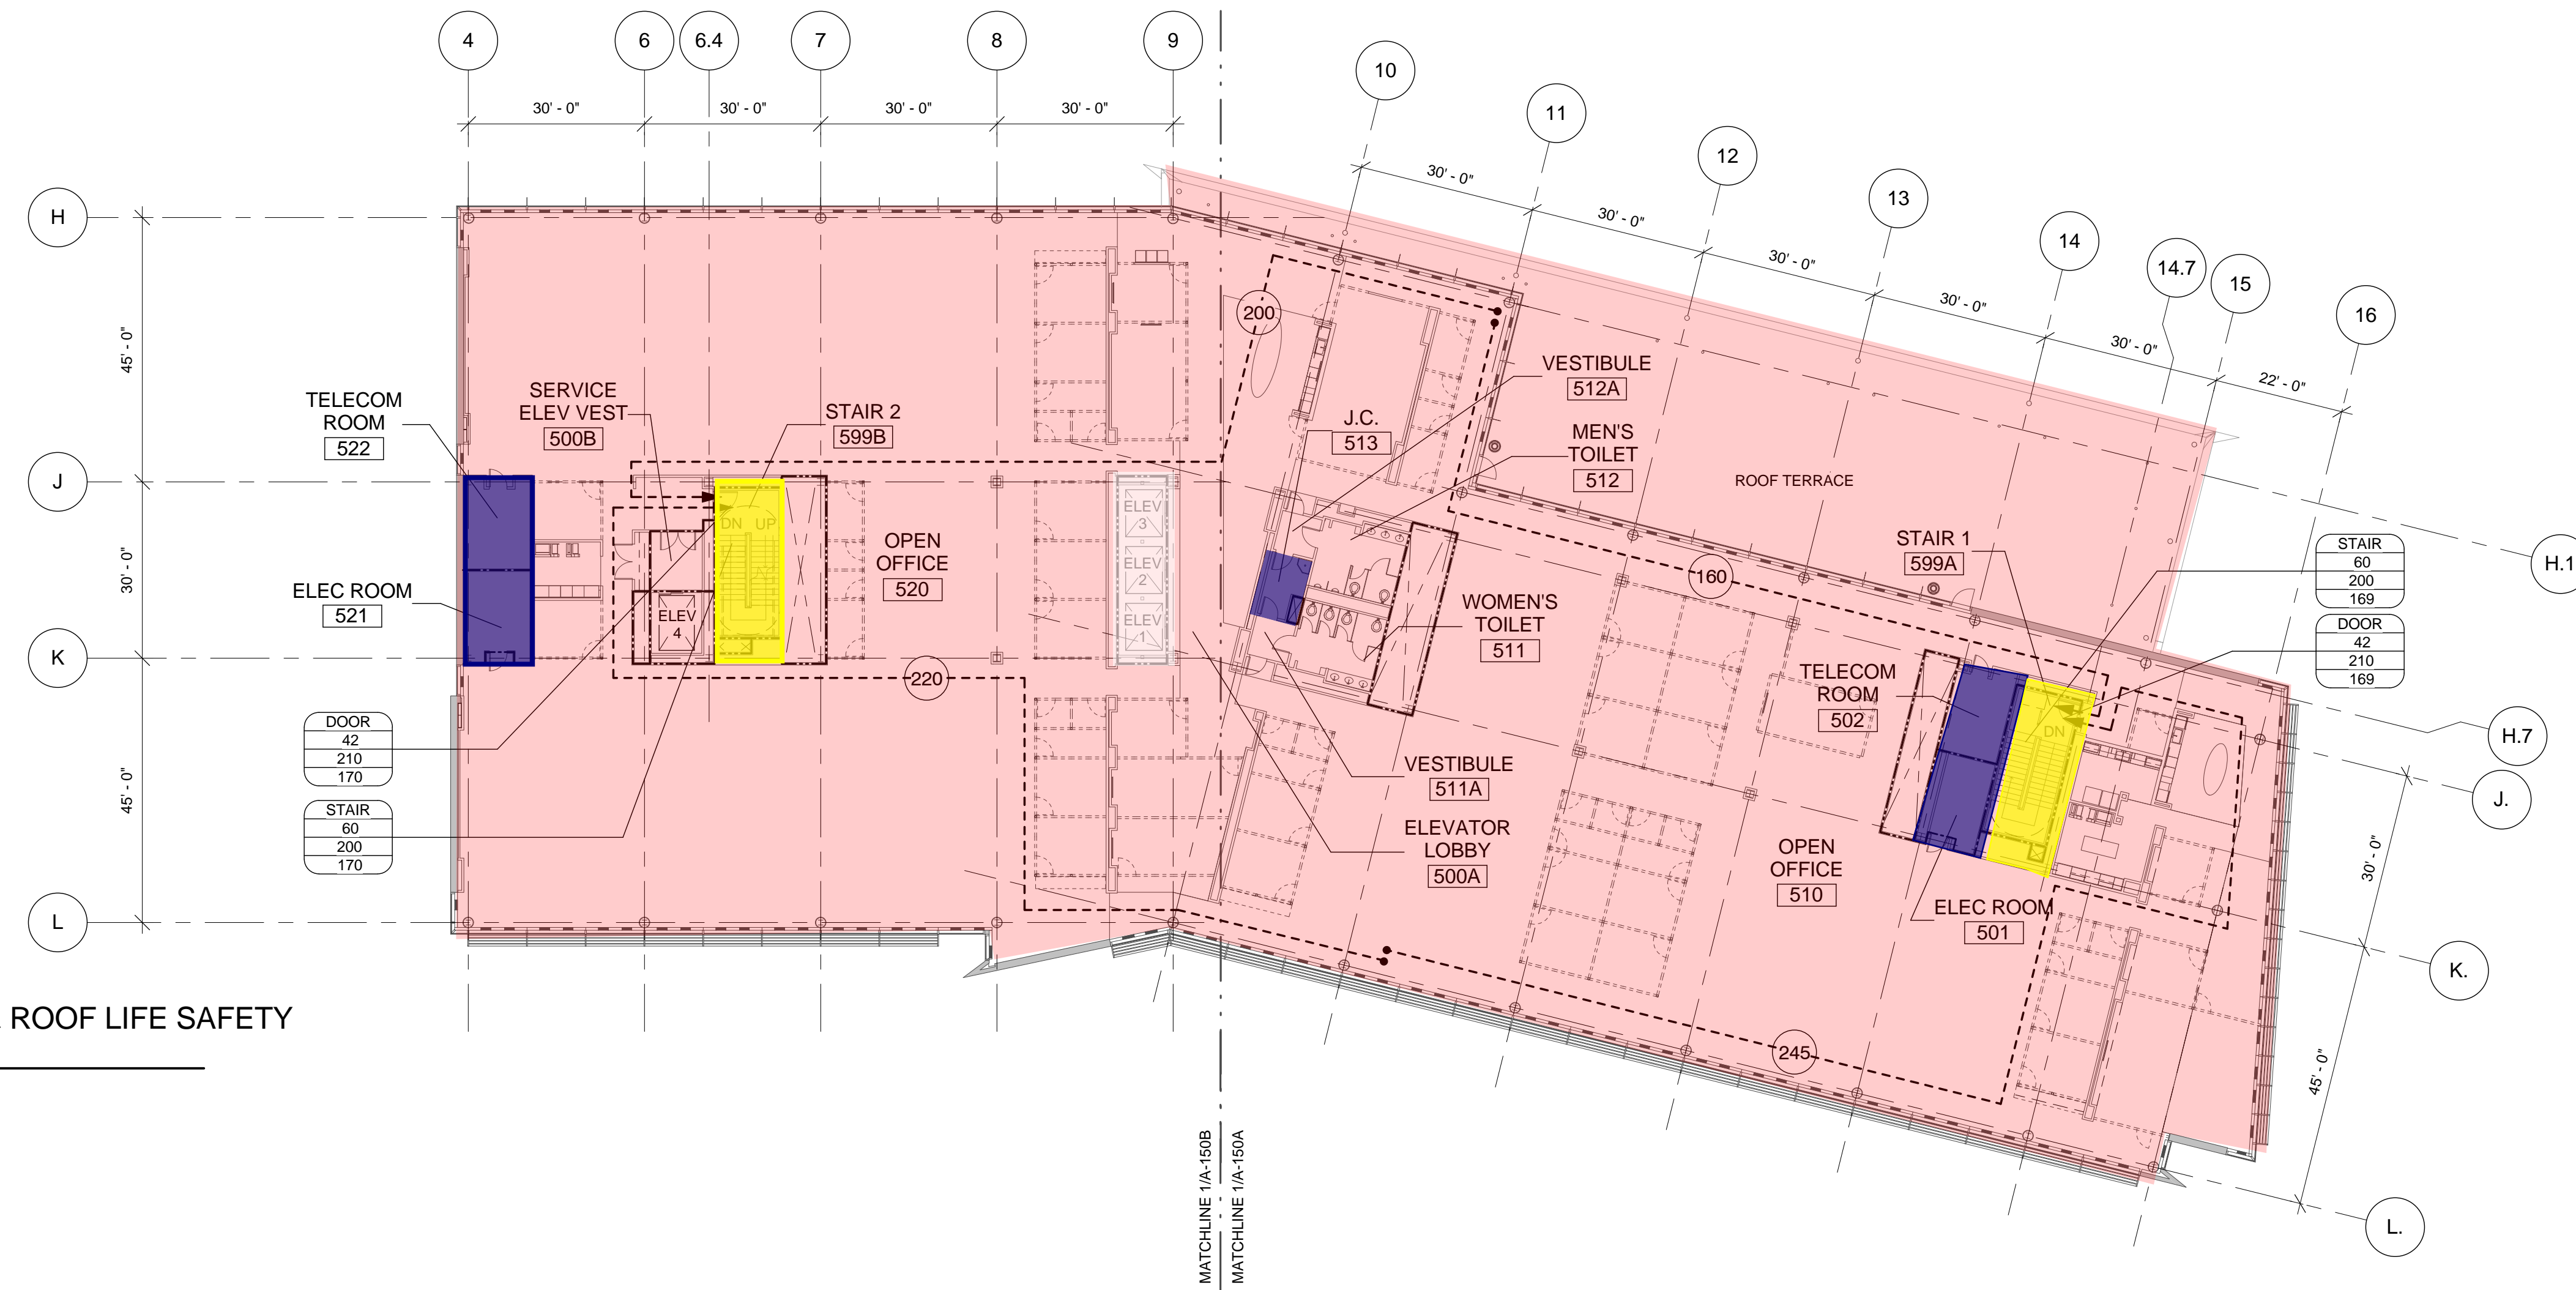 4
6
6.4
7
8
9
10
11
12
13
14
14.7
15
16
30' - 0"
30' - 0"
30' - 0"
30' - 0"
30' - 0"
30' - 0"
30' - 0"
30' - 0"
30' - 0"
22' - 0"
H
J
K
L
45' - 0"
30' - 0"
45' - 0"
H.1
H.7
J.
K.
L.
30' - 0"
45' - 0"
TELECOM
ROOM
522
SERVICE
ELEV VEST
500B
STAIR 2
599B
ELEC ROOM
521
DN
UP
ELEV
4
OPEN
OFFICE
520
ELEV
3
ELEV
2
ELEV
1
220
200
DOOR
42
210
170
STAIR
60
200
170
VESTIBULE
512A
J.C.
513
MEN'S
TOILET
512
WOMEN'S
TOILET
511
VESTIBULE
511A
ELEVATOR
LOBBY
500A
ROOF TERRACE
160
STAIR 1
599A
TELECOM
ROOM
502
DN
OPEN
OFFICE
510
ELEC ROOM
501
245
STAIR
60
200
169
DOOR
42
210
169
ROOF LIFE SAFETY
MATCHLINE 1/A-150B
MATCHLINE 1/A-150A